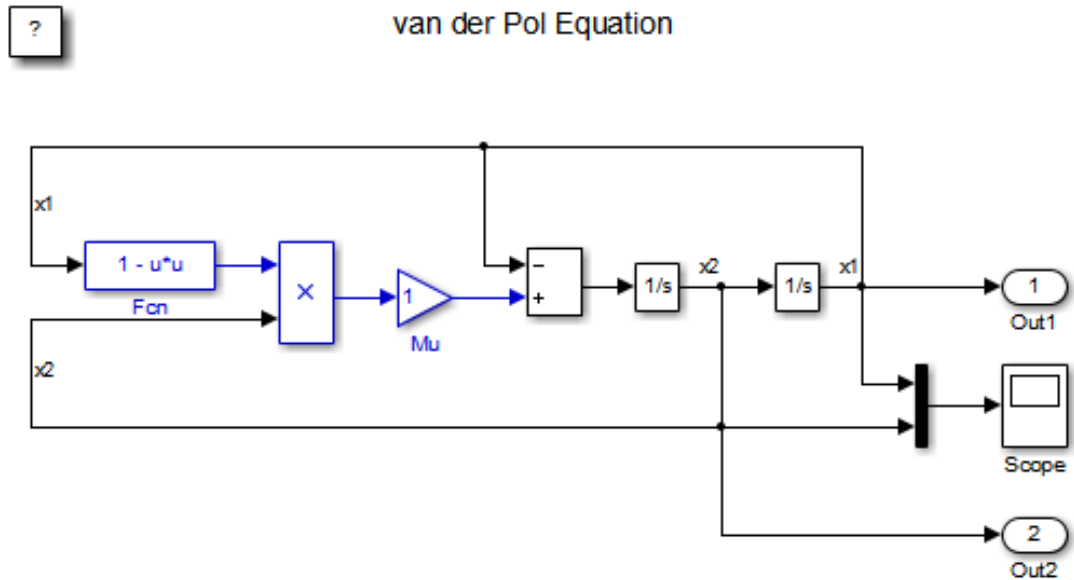 ?
van der Pol Equation
x1
1 - u*u
Fcn
×
1
Mu
−
+
1/s
x2
1/s
x1
1
Out1
x2
Scope
2
Out2